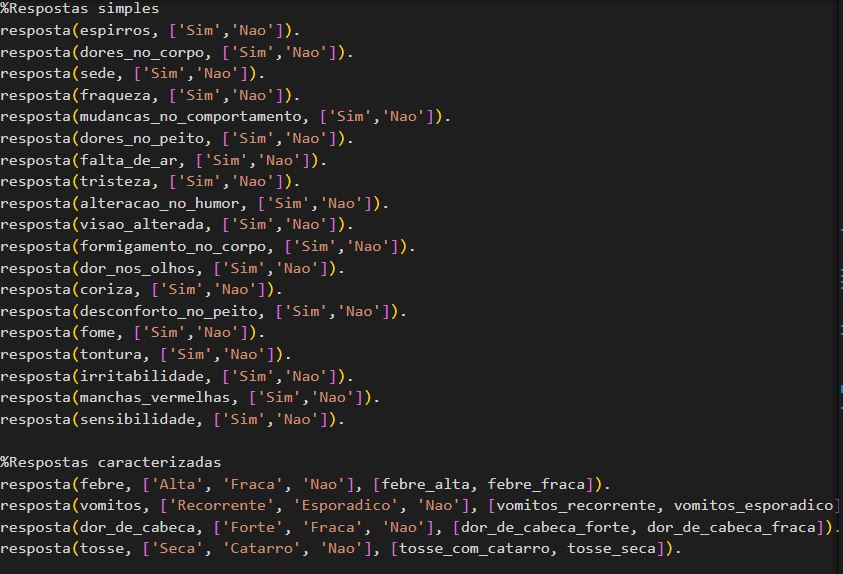 %Respostas simples
resposta(espirros, ['Sim','Nao']).
resposta(dores_no_corpo, ['Sim','Nao']).
resposta(sede, ['Sim','Nao']).
resposta(fraqueza, ['Sim','Nao']).
resposta(mudancas_no_comportamento, ['Sim','Nao']).
resposta(dores_no_peito, ['Sim','Nao']).
resposta(falta_de_ar, ['Sim','Nao']).
resposta(tristeza, ['Sim','Nao']).
resposta(alteracao_no_humor, ['Sim','Nao']).
resposta(visao_alterada, ['Sim','Nao']).
resposta(formigamento_no_corpo, ['Sim','Nao']).
resposta(dor_nos_olhos, ['Sim','Nao']).
resposta(coriza, ['Sim','Nao']).
resposta(desconforto_no_peito, ['Sim','Nao']).
resposta(fome, ['Sim','Nao']).
resposta(tontura, ['Sim','Nao']).
resposta(irritabilidade, ['Sim','Nao']).
resposta(manchas_vermelhas, ['Sim','Nao']).
resposta(sensibilidade, ['Sim','Nao']).
%Respostas caracterizadas
resposta(febre, ['Alta', 'Fraca', 'Nao'], [febre_alta, febre_fraca]).
resposta(vomitos, ['Recorrente', 'Esporadico', 'Nao'], [vomitos_recorrente, vomitos_esporadico]
resposta(dor_de_cabeca, ['Forte', 'Fraca', 'Nao'], [dor_de_cabeca_forte, dor_de_cabeca_fraca]).
resposta(tosse, ['Seca', 'Catarro', 'Nao'], [tosse_com_catarro, tosse_seca]).